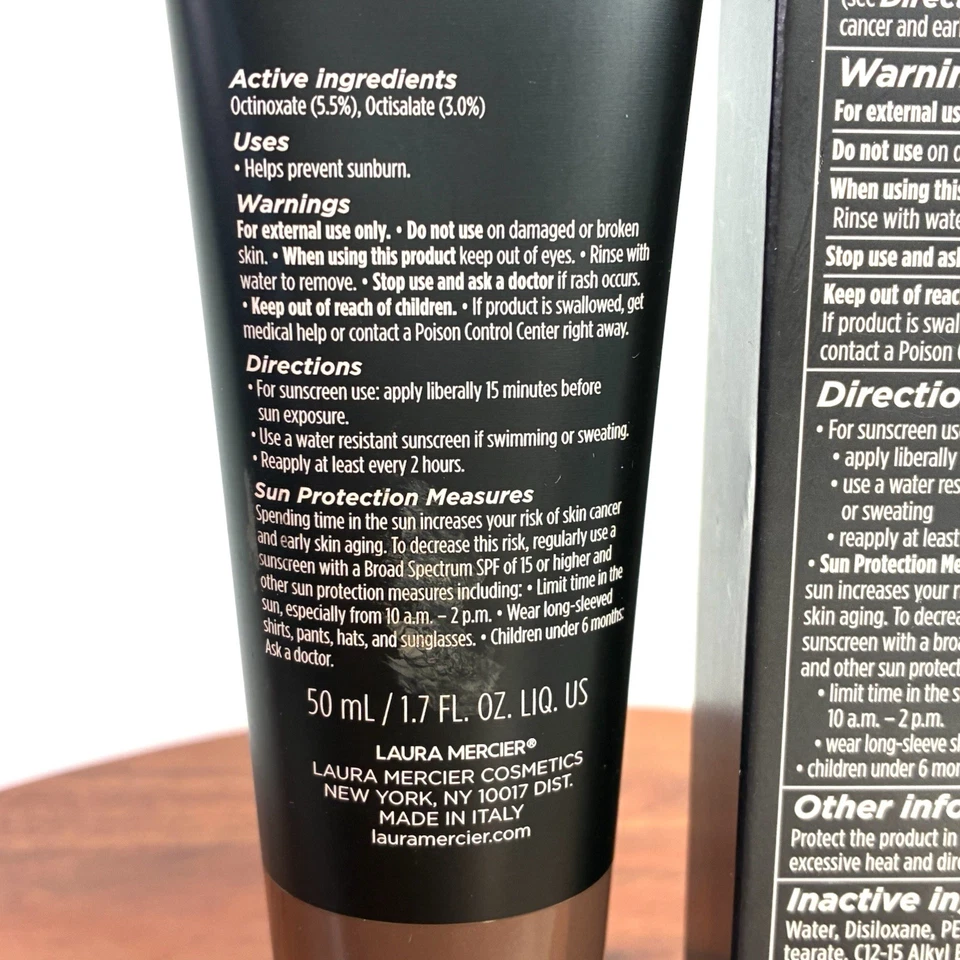 Active ingredients
Octinoxate (5.5%), Octisalate (3.0%)
Uses
• Helps prevent sunburn.
Warnings
For external use only. • Do not use on damaged or broken
skin. • When using this product keep out of eyes. • Rinse with
water to remove. • Stop use and ask a doctor if rash occurs.
• Keep out of reach of children. • If product is swallowed, get
medical help or contact a Poison Control Center right away.
Directions
• For sunscreen use: apply liberally 15 minutes before
sun exposure.
• Use a water resistant sunscreen if swimming or sweating.
• Reapply at least every 2 hours.
Sun Protection Measures
Spending time in the sun increases your risk of skin cancer
and early skin aging. To decrease this risk, regularly use a
sunscreen with a Broad Spectrum SPF of 15 or higher and
other sun protection measures including: • Limit time in the
sun, especially from 10 a.m. – 2 p.m. • Wear long-sleeved
shirts, pants, hats, and sunglasses. • Children under 6 months:
Ask a doctor.
50 mL / 1.7 FL. OZ. LIQ. US
LAURA MERCIER®
LAURA MERCIER COSMETICS
NEW YORK, NY 10017 DIST.
MADE IN ITALY
lauramercier.com
(see Direct
cancer and ear
Warnin
For external us
Do not use on d
When using this
Rinse with wate
Stop use and ask
Keep out of reac
If product is swal
contact a Poison
Directio
• For sunscreen us
• apply liberally
• use a water res
or sweating
• reapply at least
• Sun Protection Me
sun increases your r
skin aging. To decrea
sunscreen with a broa
and other sun protect
• limit time in the s
10 a.m. – 2 p.m.
• wear long-sleeve s
• children under 6 mon
Other info
Protect the product in
excessive heat and dire
Inactive in
Water, Disiloxane, PE
tearate, C12-15 Alkyl B